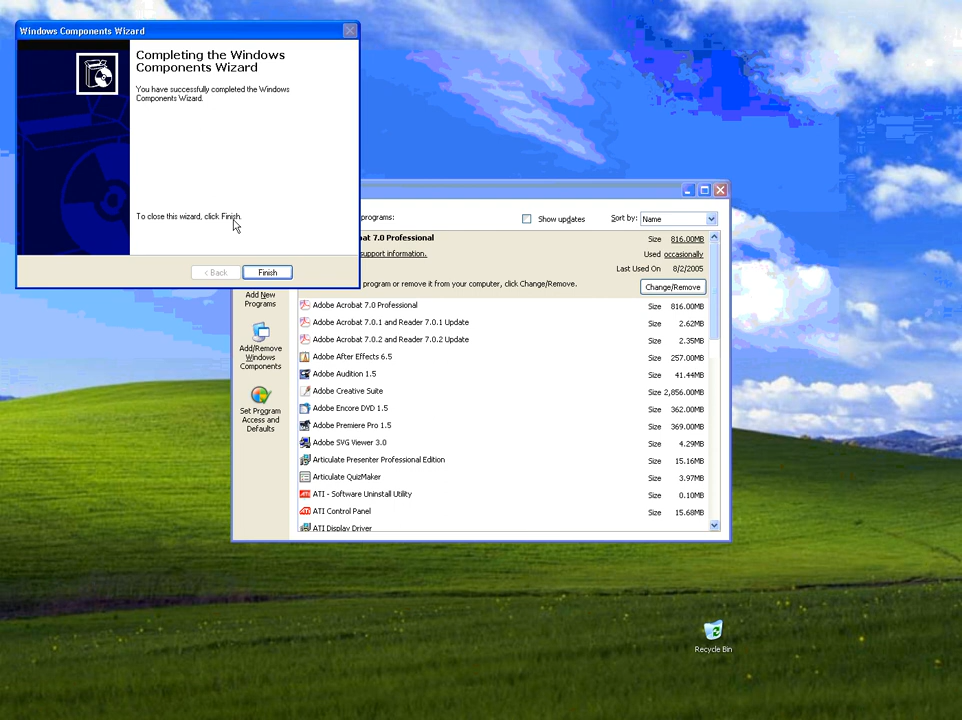 Windows Components Wizard
Completing the Windows
Components Wizard
You have successfully completed the Windows
Components Wizard.
To close this wizard, click Finish.
< Back
Finish
programs:
Show updates
Sort by:
Name
bat 7.0 Professional
Size
816.00MB
support information.
Used
occasionally
Last Used On
8/2/2005
program or remove it from your computer, click Change/Remove.
Change/Remove
Add New
Programs
Add/Remove
Windows
Components
Set Program
Access and
Defaults
Adobe Acrobat 7.0 Professional
Size
816.00MB
Adobe Acrobat 7.0.1 and Reader 7.0.1 Update
Size
2.62MB
Adobe Acrobat 7.0.2 and Reader 7.0.2 Update
Size
2.35MB
Adobe After Effects 6.5
Size
257.00MB
Adobe Audition 1.5
Size
41.44MB
Adobe Creative Suite
Size
2,856.00MB
Adobe Encore DVD 1.5
Size
362.00MB
Adobe Premiere Pro 1.5
Size
369.00MB
Adobe SVG Viewer 3.0
Size
4.29MB
Articulate Presenter Professional Edition
Size
15.16MB
Articulate QuizMaker
Size
3.97MB
ATI - Software Uninstall Utility
Size
0.10MB
ATI Control Panel
Size
15.68MB
ATI Display Driver
Recycle Bin